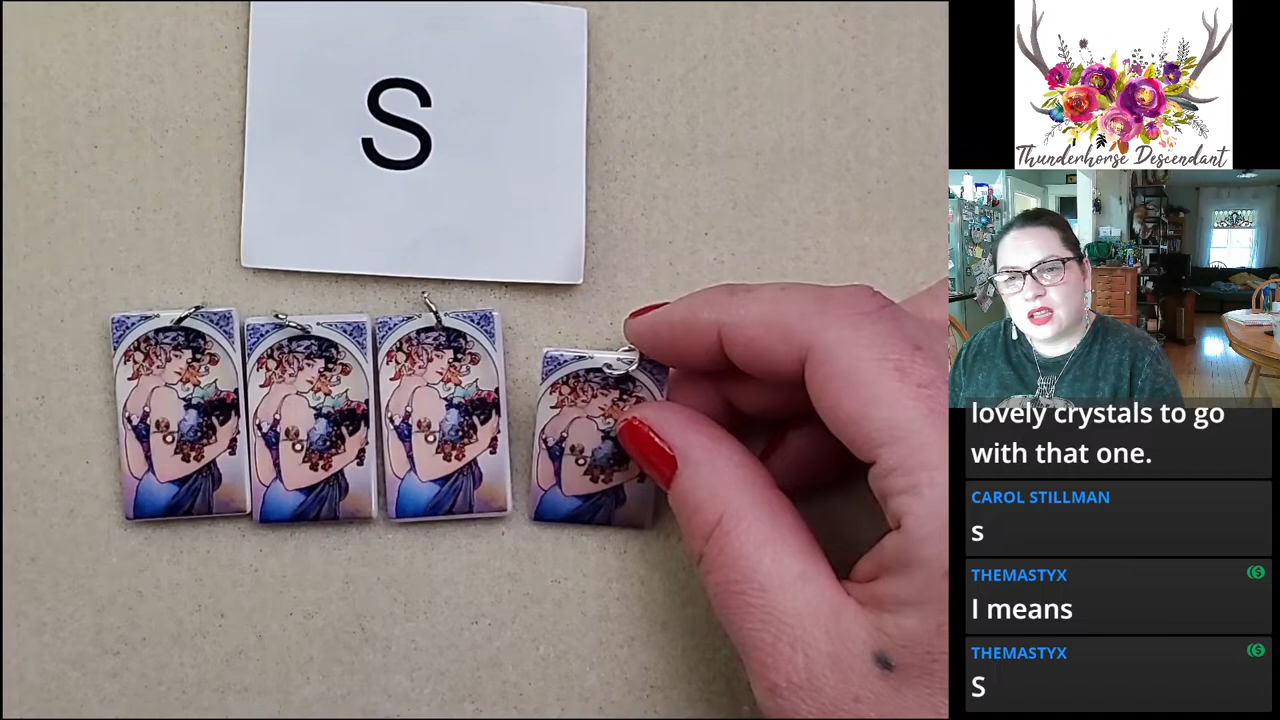 S
Thunderhorse Descendant
lovely crystals to go
with that one.
CAROL STILLMAN
s
THEMASTYX
I means
THEMASTYX
S